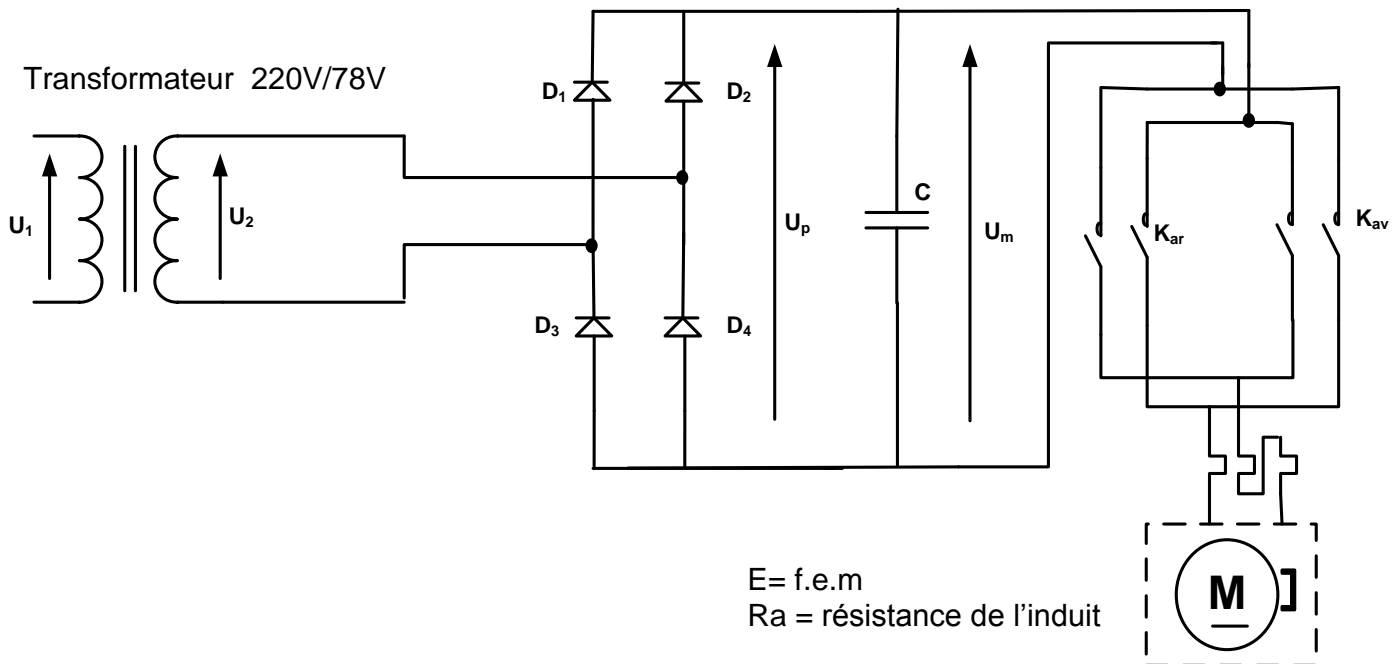 Transformateur 220V/78V
D₁
D₂
U₁
U₂
Uₚ
C
Uₘ
Kar
Kav
D₃
D₄
E= f.e.m
Ra = résistance de l'induit
M